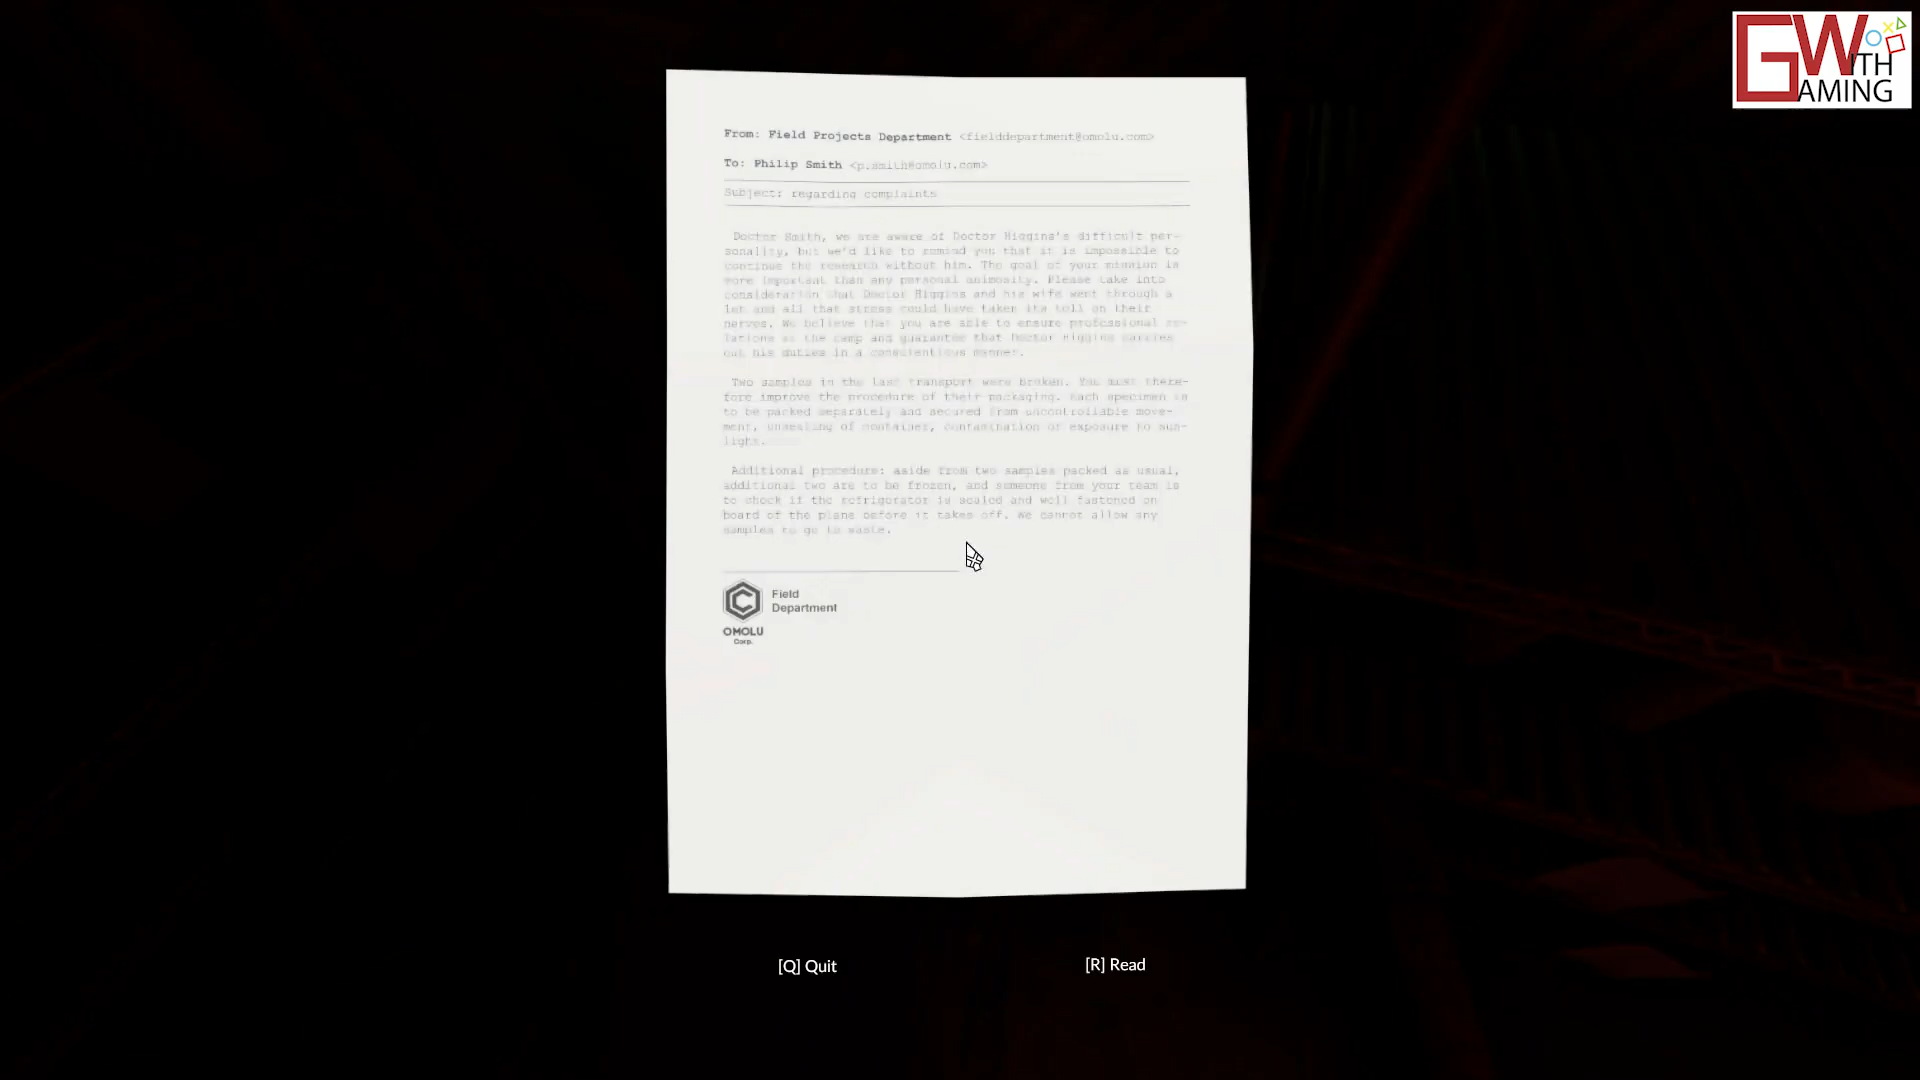 From: Field Projects Department <fielddepartment@omolu.com>
To: Philip Smith <p.smith@omolu.com>
Subject: regarding complaints
Doctor Smith, we are aware of Doctor Higgins's difficult per-
sonality, but we'd like to remind you that it is impossible to
continue the research without him. The goal of your mission is
more important than any personal animosity. Please take into
consideration that Doctor Higgins and his wife went through a
lot and all that stress could have taken its toll on their
nerves. We believe that you are able to ensure professional re-
lations at the camp and guarantee that Doctor Higgins carries
out his duties in a conscientious manner.
Two samples in the last transport were broken. You must there-
fore improve the procedure of their packaging. Each specimen is
to be packed separately and secured from uncontrollable move-
ment, unsealing of container, contamination or exposure to sun-
light.
Additional procedure: aside from two samples packed as usual,
additional two are to be frozen, and someone from your team is
to check if the refrigerator is sealed and well fastened on
board of the plane before it takes off. We cannot allow any
samples to go to waste.
Field
Department
OMOLU
Corp.
[Q] Quit
[R] Read
GWITH
AMING